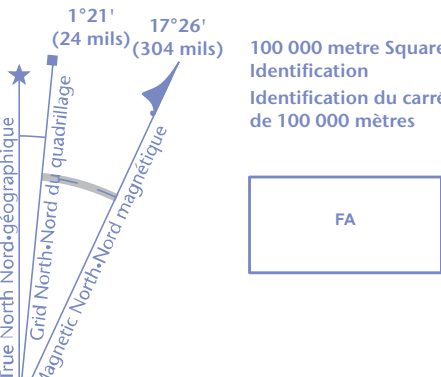 1°21'
(24 mils)
17°26'
(304 mils)
True North Nord•géographique
Grid North•Nord du quadrillage
Magnetic North•Nord magnétique
100 000 metre Square
Identification
Identification du carré
de 100 000 mètres
FA